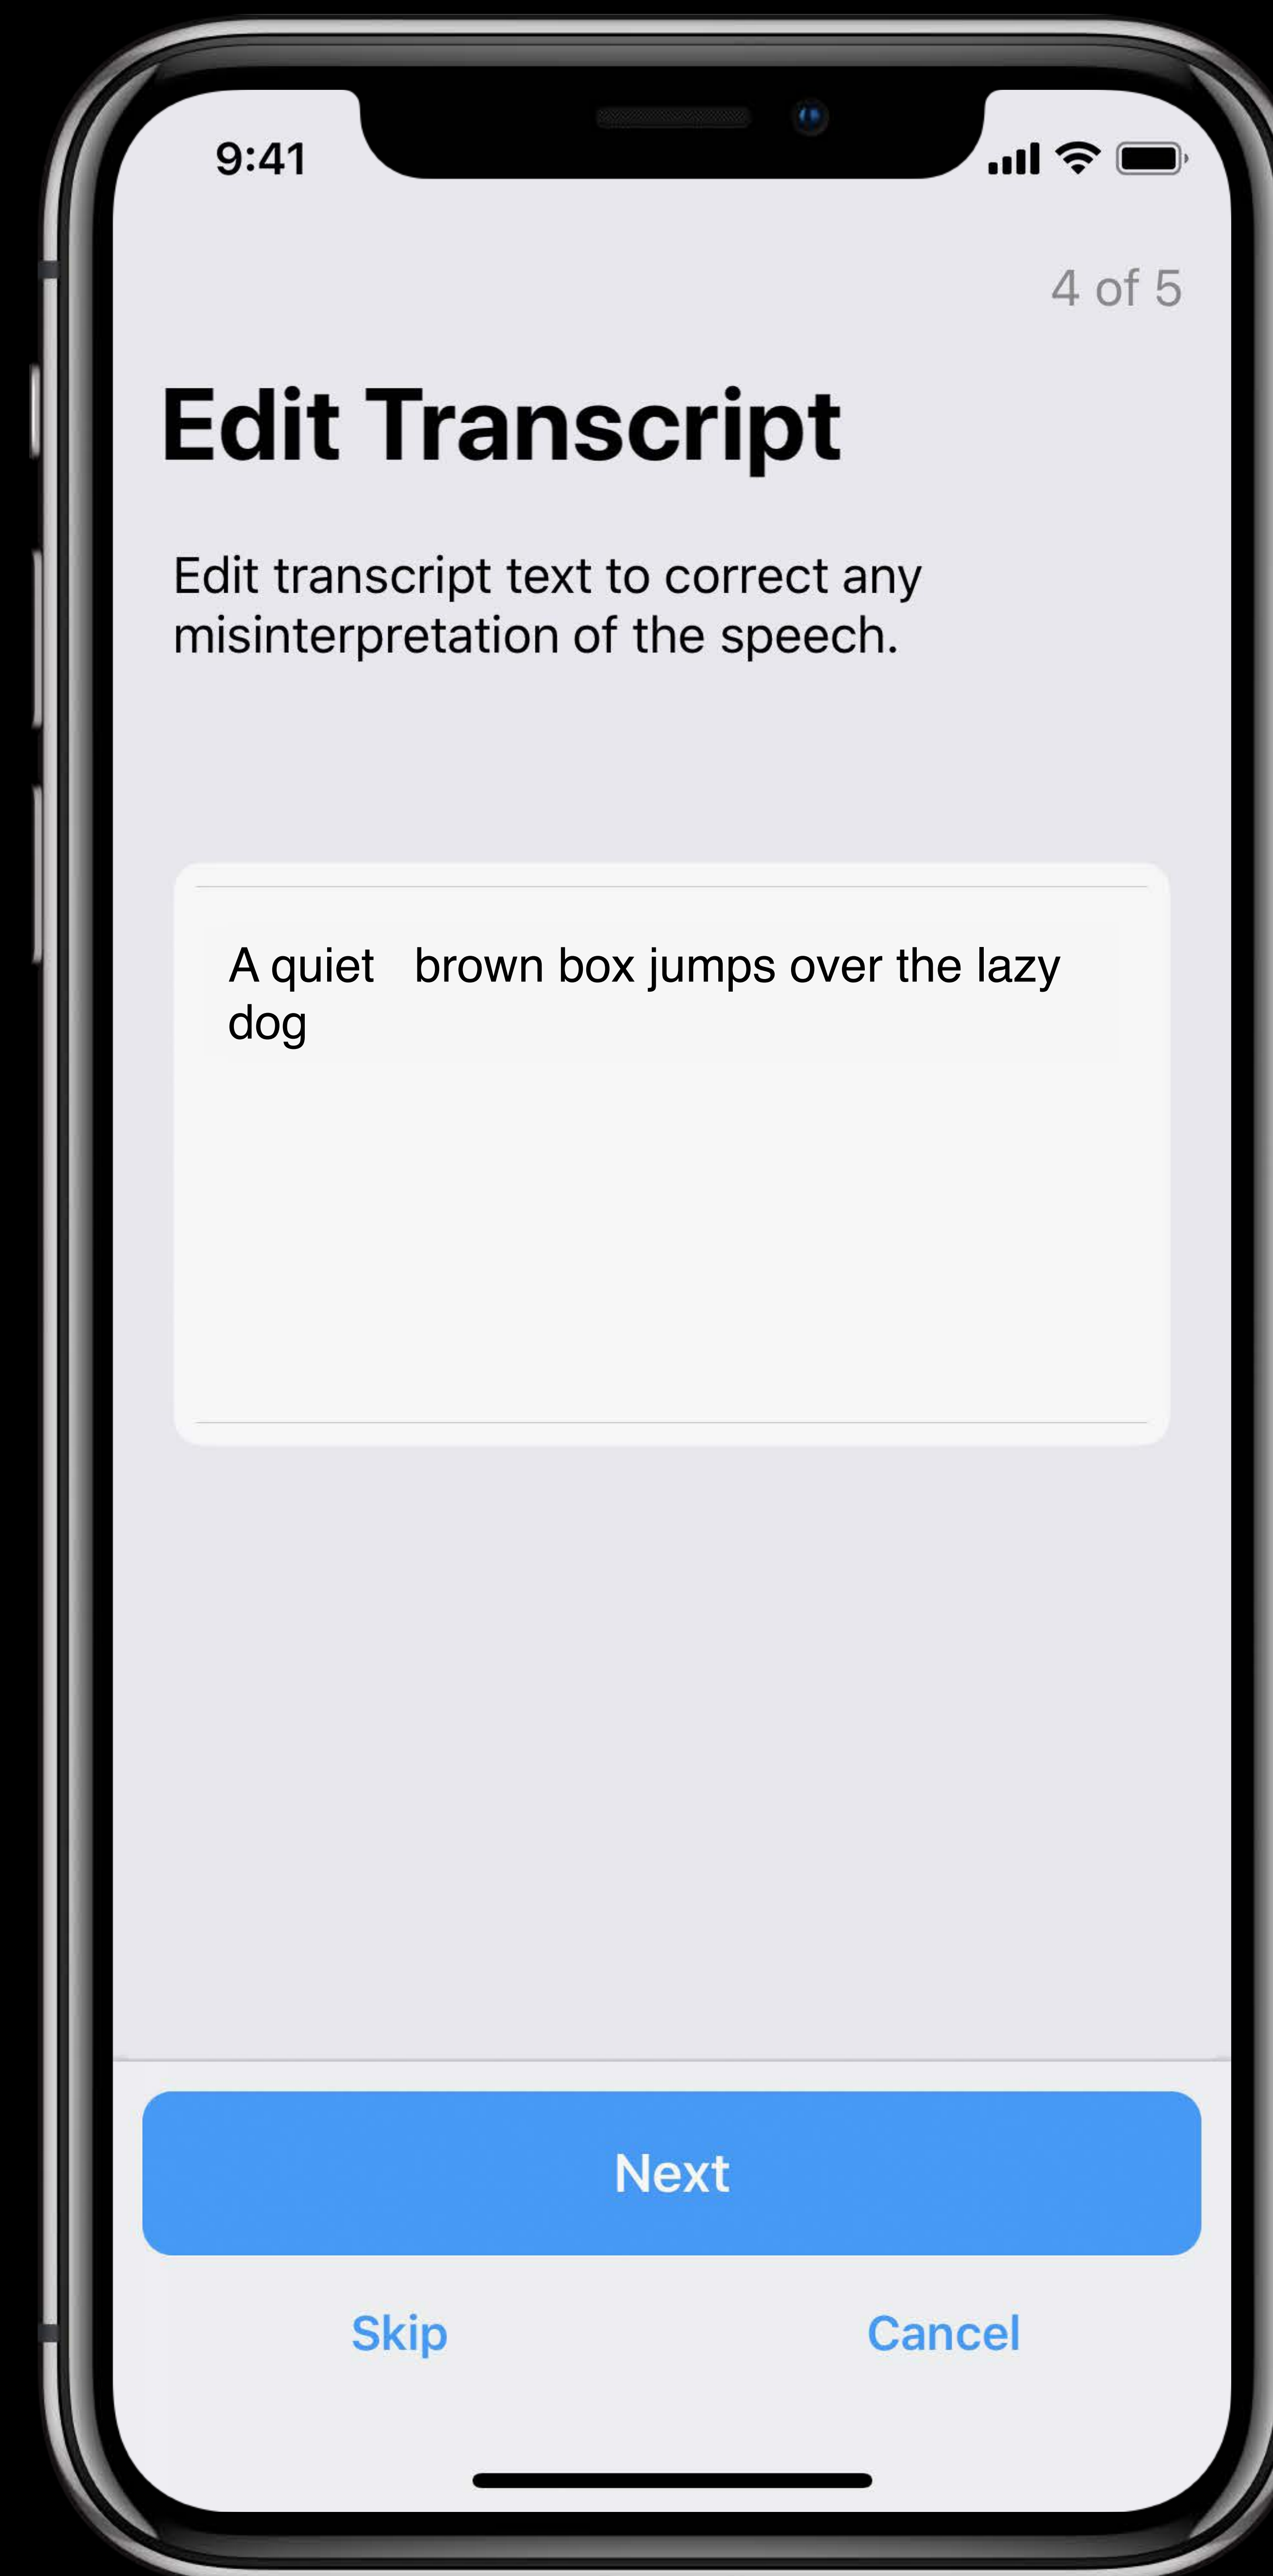 9:41
4 of 5
Edit Transcript
Edit transcript text to correct any
misinterpretation of the speech.
A quiet   brown box jumps over the lazy
dog
Next
Skip
Cancel